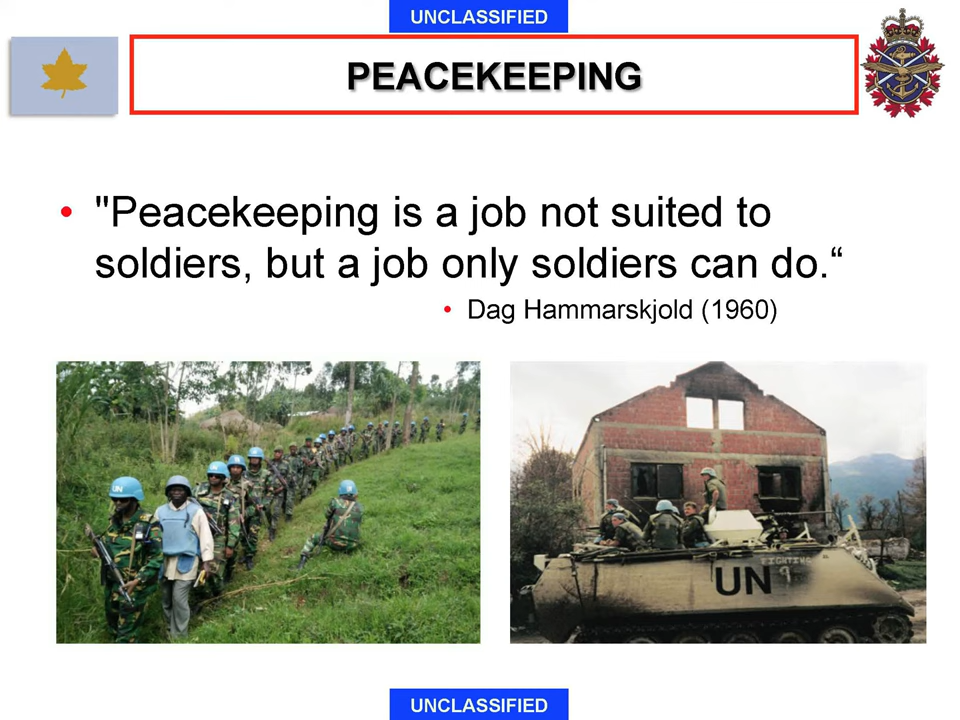 UNCLASSIFIED
PEACEKEEPING
• "Peacekeeping is a job not suited to
soldiers, but a job only soldiers can do.“
• Dag Hammarskjold (1960)
UN
UN
FIGHTING
UNCLASSIFIED